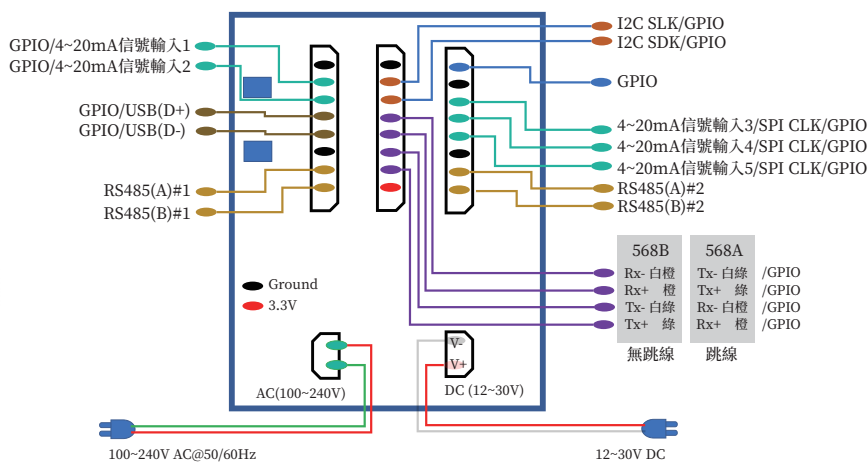 GPIO/4~20mA信號輸入1
GPIO/4~20mA信號輸入2
GPIO/USB(D+)
GPIO/USB(D-)
RS485(A)#1
RS485(B)#1
I2C SLK/GPIO
I2C SDK/GPIO
GPIO
4~20mA信號輸入3/SPI CLK/GPIO
4~20mA信號輸入4/SPI CLK/GPIO
4~20mA信號輸入5/SPI CLK/GPIO
RS485(A)#2
RS485(B)#2
568B 568A
Rx- 白橙 Tx- 白綠 /GPIO
Rx+ 橙 Tx+ 綠 /GPIO
Tx- 白綠 Rx- 白橙 /GPIO
Tx+ 綠 Rx+ 橙 /GPIO
無跳線 跳線
Ground
3.3V
V-
V+
AC(100~240V)
DC (12~30V)
100~240V AC@50/60Hz
12~30V DC